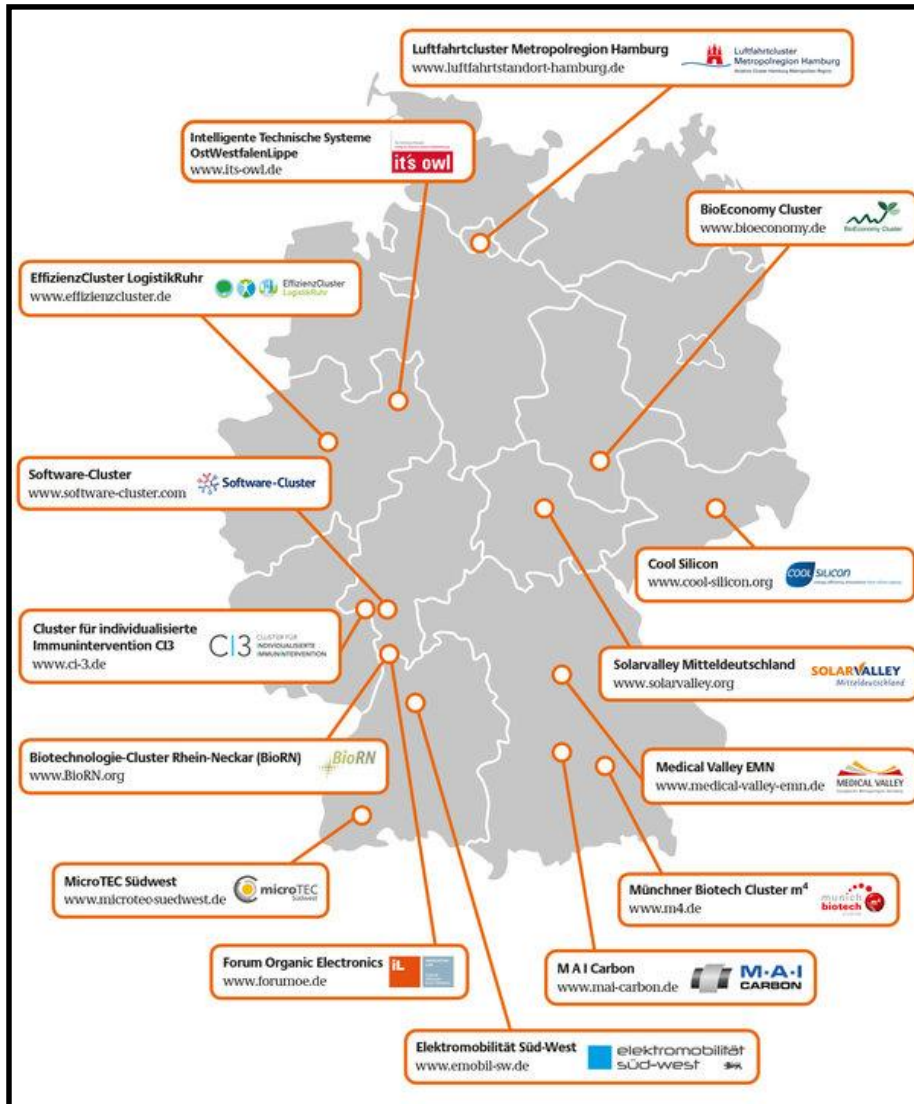 Luftfahrtcluster Metropolregion Hamburg
www.luftfahrtstandort-hamburg.de
Luftfahrtcluster
Metropolregion Hamburg
Intelligente Technische Systeme
OstWestfalenLippe
www.its-owl.de
it's owl
BioEconomy Cluster
www.bioeconomy.de
BioEconomy Cluster
EffizienzCluster LogistikRuhr
www.effizienzcluster.de
EffizienzCluster
LogistikRuhr
Software-Cluster
www.software-cluster.com
Software-Cluster
Cool Silicon
www.cool-silicon.org
COOL SILICON
Cluster für individualisierte
Immunintervention CI3
www.ci-3.de
CI3
CLUSTER FÜR
INDIVIDUALISIERTE
IMMUNINTERVENTION
Solarvalley Mitteldeutschland
www.solarvalley.org
SOLARVALLEY
Mitteldeutschland
Biotechnologie-Cluster Rhein-Neckar (BioRN)
www.BioRN.org
BioRN
Medical Valley EMN
www.medical-valley-emn.de
MEDICAL VALLEY
MicroTEC Südwest
www.microtec-suedwest.de
microTEC
Südwest
Münchner Biotech Cluster m⁴
www.m4.de
munich
biotech
Forum Organic Electronics
www.forumoe.de
iL
M A I Carbon
www.mai-carbon.de
M·A·I
CARBON
Elektromobilität Süd-West
www.emobil-sw.de
elektromobilität
süd-west